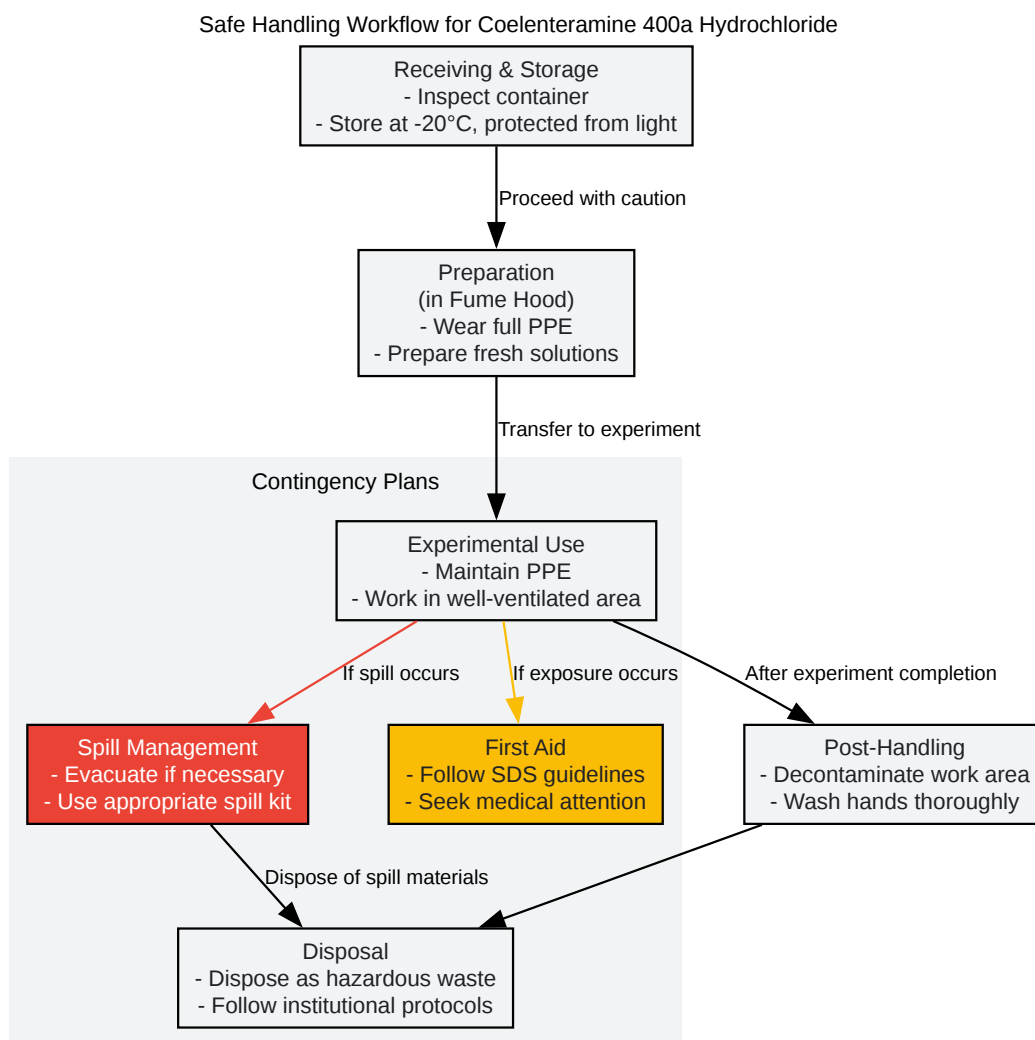 Safe Handling Workflow for Coelenteramine 400a Hydrochloride
Receiving & Storage
- Inspect container
- Store at -20°C, protected from light
Proceed with caution
Preparation
(in Fume Hood)
- Wear full PPE
- Prepare fresh solutions
Transfer to experiment
Contingency Plans
Experimental Use
- Maintain PPE
- Work in well-ventilated area
If spill occurs
If exposure occurs
After experiment completion
Spill Management
- Evacuate if necessary
- Use appropriate spill kit
First Aid
- Follow SDS guidelines
- Seek medical attention
Post-Handling
- Decontaminate work area
- Wash hands thoroughly
Dispose of spill materials
Disposal
- Dispose as hazardous waste
- Follow institutional protocols